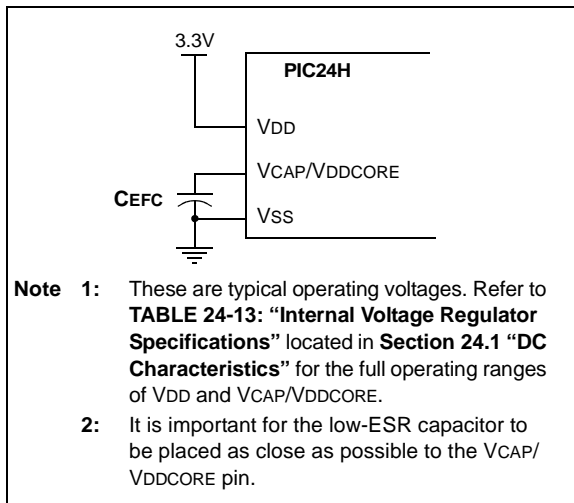 3.3V
PIC24H
VDD
VCAP/VDDCORE
CEFC
VSS
Note 1: These are typical operating voltages. Refer to
TABLE 24-13: “Internal Voltage Regulator
Specifications” located in Section 24.1 “DC
Characteristics” for the full operating ranges
of VDD and VCAP/VDDCORE.
2: It is important for the low-ESR capacitor to
be placed as close as possible to the VCAP/
VDDCORE pin.